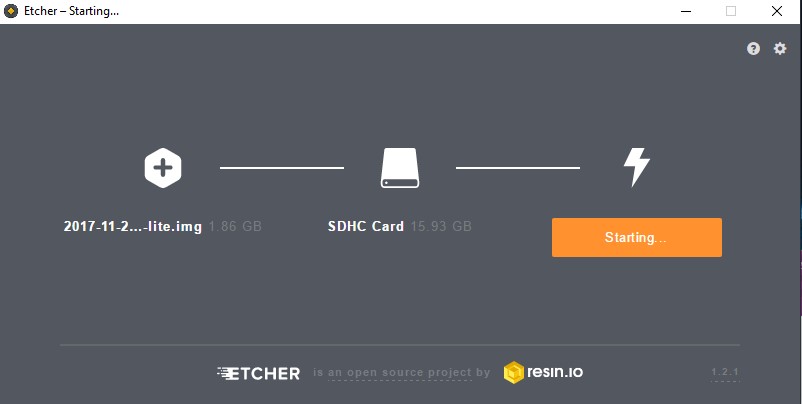 Etcher – Starting...
2017-11-2...-lite.img 1.86 GB
SDHC Card 15.93 GB
Starting...
ETCHER is an open source project by resin.io
1.2.1